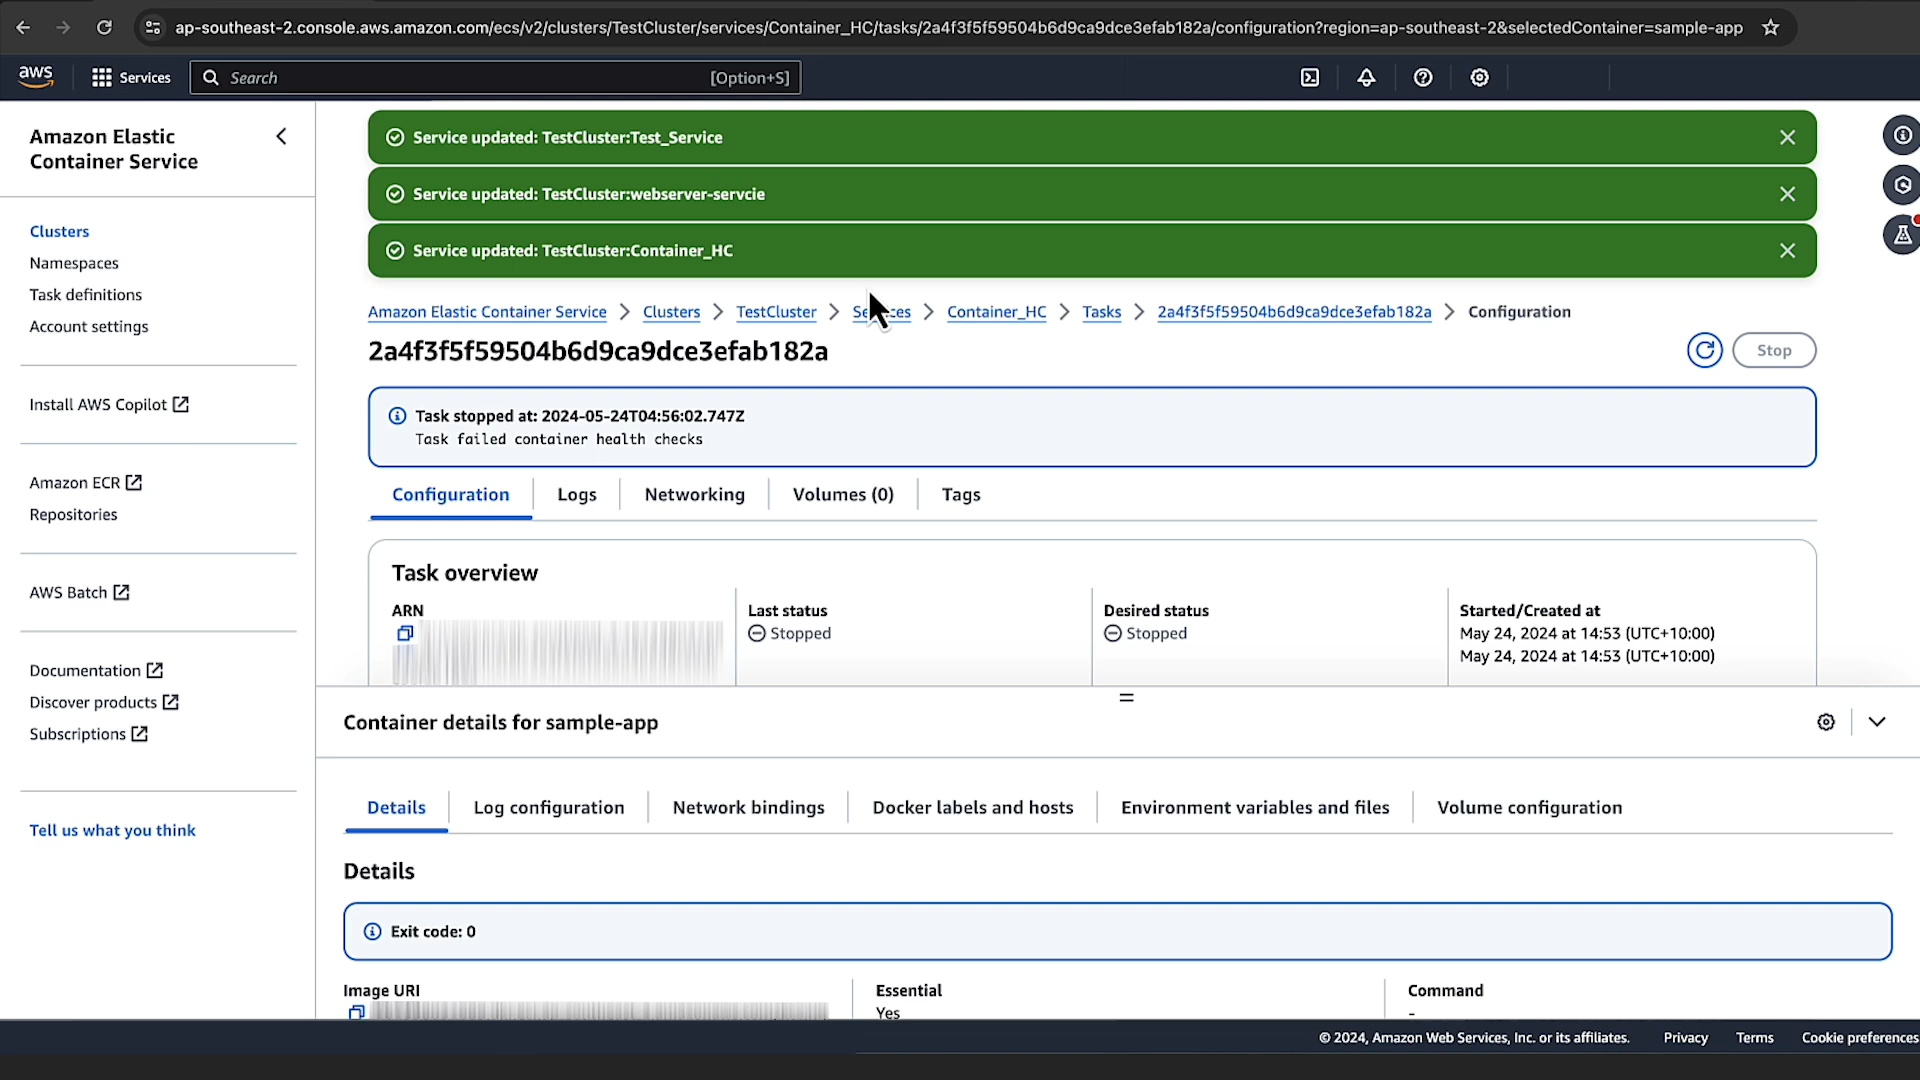 ap-southeast-2.console.aws.amazon.com/ecs/v2/clusters/TestCluster/services/Container_HC/tasks/2a4f3f5f59504b6d9ca9dce3efab182a/configuration?region=ap-southeast-2&selectedContainer=sample-app
aws
Services
Search
[Option+S]
Amazon Elastic
Container Service
Clusters
Namespaces
Task definitions
Account settings
Install AWS Copilot
Amazon ECR
Repositories
AWS Batch
Documentation
Discover products
Subscriptions
Tell us what you think
Service updated: TestCluster:Test_Service
Service updated: TestCluster:webserver-servcie
Service updated: TestCluster:Container_HC
Amazon Elastic Container Service > Clusters > TestCluster > Services > Container_HC > Tasks > 2a4f3f5f59504b6d9ca9dce3efab182a > Configuration
2a4f3f5f59504b6d9ca9dce3efab182a
Stop
Task stopped at: 2024-05-24T04:56:02.747Z
Task failed container health checks
Configuration
Logs
Networking
Volumes (0)
Tags
Task overview
ARN
Last status
Stopped
Desired status
Stopped
Started/Created at
May 24, 2024 at 14:53 (UTC+10:00)
May 24, 2024 at 14:53 (UTC+10:00)
Container details for sample-app
Details
Log configuration
Network bindings
Docker labels and hosts
Environment variables and files
Volume configuration
Details
Exit code: 0
Image URI
Essential
Yes
Command
-
© 2024, Amazon Web Services, Inc. or its affiliates.
Privacy
Terms
Cookie preferences